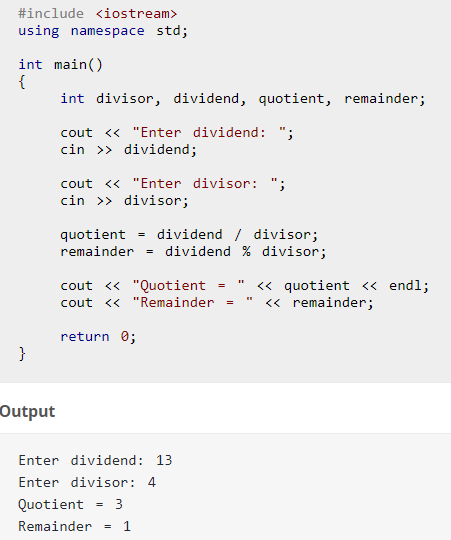 #include <iostream>
using namespace std;
int main()
{
int divisor, dividend, quotient, remainder;
cout << "Enter dividend: ";
cin >> dividend;
cout << "Enter divisor: ";
cin >> divisor;
quotient = dividend / divisor;
remainder = dividend % divisor;
cout << "Quotient = " << quotient << endl;
cout << "Remainder = " << remainder;
return 0;
}
Output
Enter dividend: 13
Enter divisor: 4
Quotient = 3
Remainder = 1